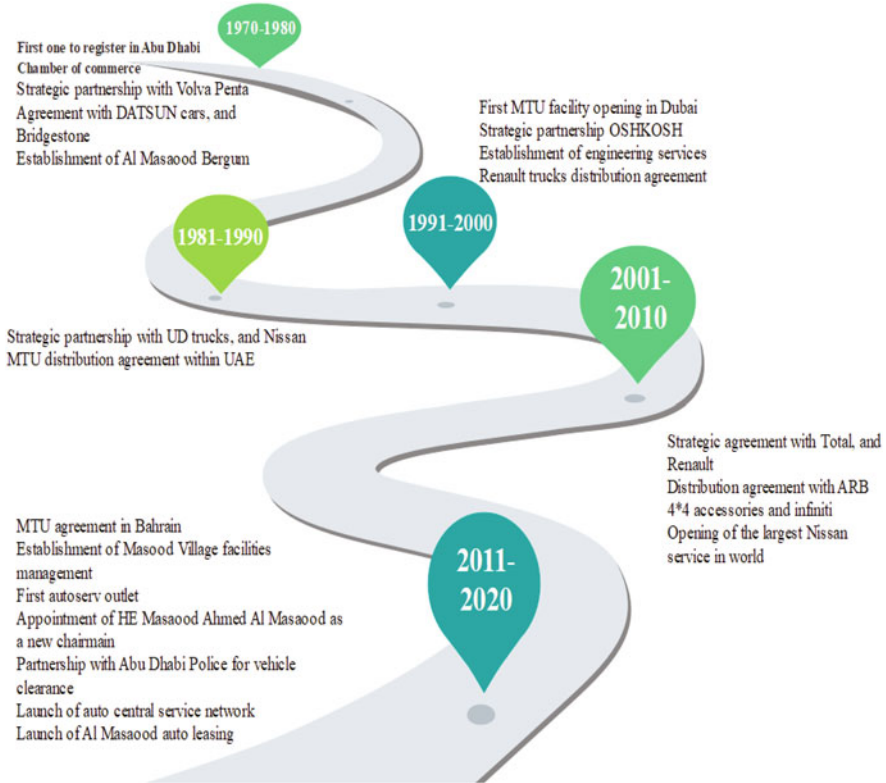 1970-1980
First one to register in Abu Dhabi
Chamber of commerce
Strategic partnership with Volva Penta
Agreement with DATSUN cars, and
Bridgestone
Establishment of Al Masaood Bergum
First MTU facility opening in Dubai
Strategic partnership OSHKOSH
Establishment of engineering services
Renault trucks distribution agreement
1981-1990
1991-2000
2001-
2010
Strategic partnership with UD trucks, and Nissan
MTU distribution agreement within UAE
Strategic agreement with Total, and
Renault
Distribution agreement with ARB
4*4 accessories and infiniti
Opening of the largest Nissan
service in world
MTU agreement in Bahrain
Establishment of Masood Village facilities
management
First autoserv outlet
Appointment of HE Masaood Ahmed Al Masaood as
a new chairmain
Partnership with Abu Dhabi Police for vehicle
clearance
Launch of auto central service network
Launch of Al Masaood auto leasing
2011-
2020